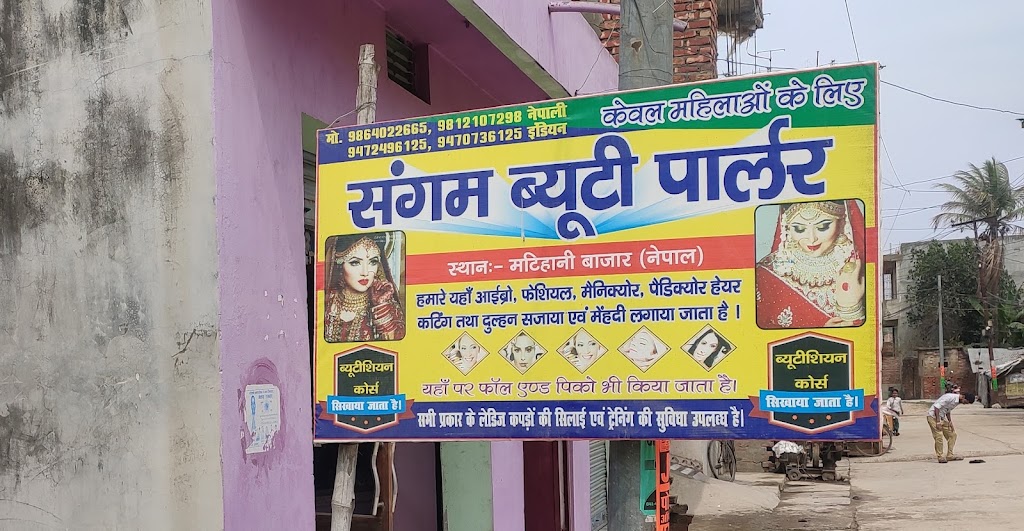 मो. 9864022665, 9812107298 नेपाली
9472496125, 9470736125 इंडियन
केवल महिलाओं के लिए
संगम ब्यूटी पार्लर
स्थानः- मटिहानी बाजार (नेपाल)
हमारे यहाँ आईब्रो, फेशियल, मैनिक्योर, पैडिक्योर हेयर
कटिंग तथा दुल्हन सजाया एवं मेंहदी लगाया जाता है ।
ब्यूटीशियन
कोर्स
सिखाया जाता है।
यहाँ पर फॉल एण्ड पिको भी किया जाता है।
ब्यूटीशियन
कोर्स
सिखाया जाता है।
सभी प्रकार के लेडिज कपड़े की सिलाई एवं ट्रेनिंग की सुविधा उपलब्ध है।